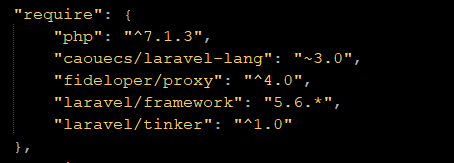 "require": {
"php": "^7.1.3",
"caouecs/laravel-lang": "~3.0",
"fideloper/proxy": "^4.0",
"laravel/framework": "5.6.*",
"laravel/tinker": "^1.0"
},